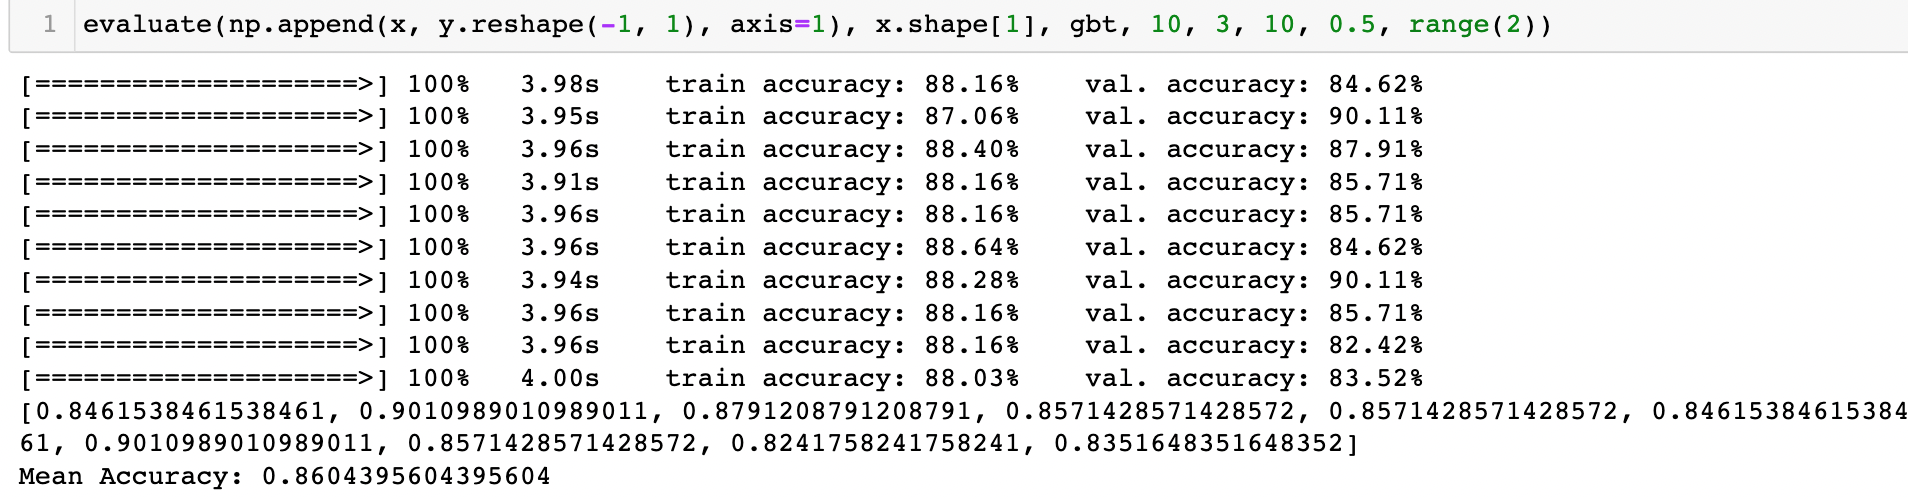 1 evaluate(np.append(x, y.reshape(-1, 1), axis=1), x.shape[1], gbt, 10, 3, 10, 0.5, range(2))
[====================>] 100% 3.98s train accuracy: 88.16% val. accuracy: 84.62%
[====================>] 100% 3.95s train accuracy: 87.06% val. accuracy: 90.11%
[====================>] 100% 3.96s train accuracy: 88.40% val. accuracy: 87.91%
[====================>] 100% 3.91s train accuracy: 88.16% val. accuracy: 85.71%
[====================>] 100% 3.96s train accuracy: 88.16% val. accuracy: 85.71%
[====================>] 100% 3.96s train accuracy: 88.64% val. accuracy: 84.62%
[====================>] 100% 3.94s train accuracy: 88.28% val. accuracy: 90.11%
[====================>] 100% 3.96s train accuracy: 88.16% val. accuracy: 85.71%
[====================>] 100% 3.96s train accuracy: 88.16% val. accuracy: 82.42%
[====================>] 100% 4.00s train accuracy: 88.03% val. accuracy: 83.52%
[0.8461538461538461, 0.9010989010989011, 0.8791208791208791, 0.8571428571428572, 0.8571428571428572, 0.84615384615384
61, 0.9010989010989011, 0.8571428571428572, 0.8241758241758241, 0.8351648351648352]
Mean Accuracy: 0.8604395604395604